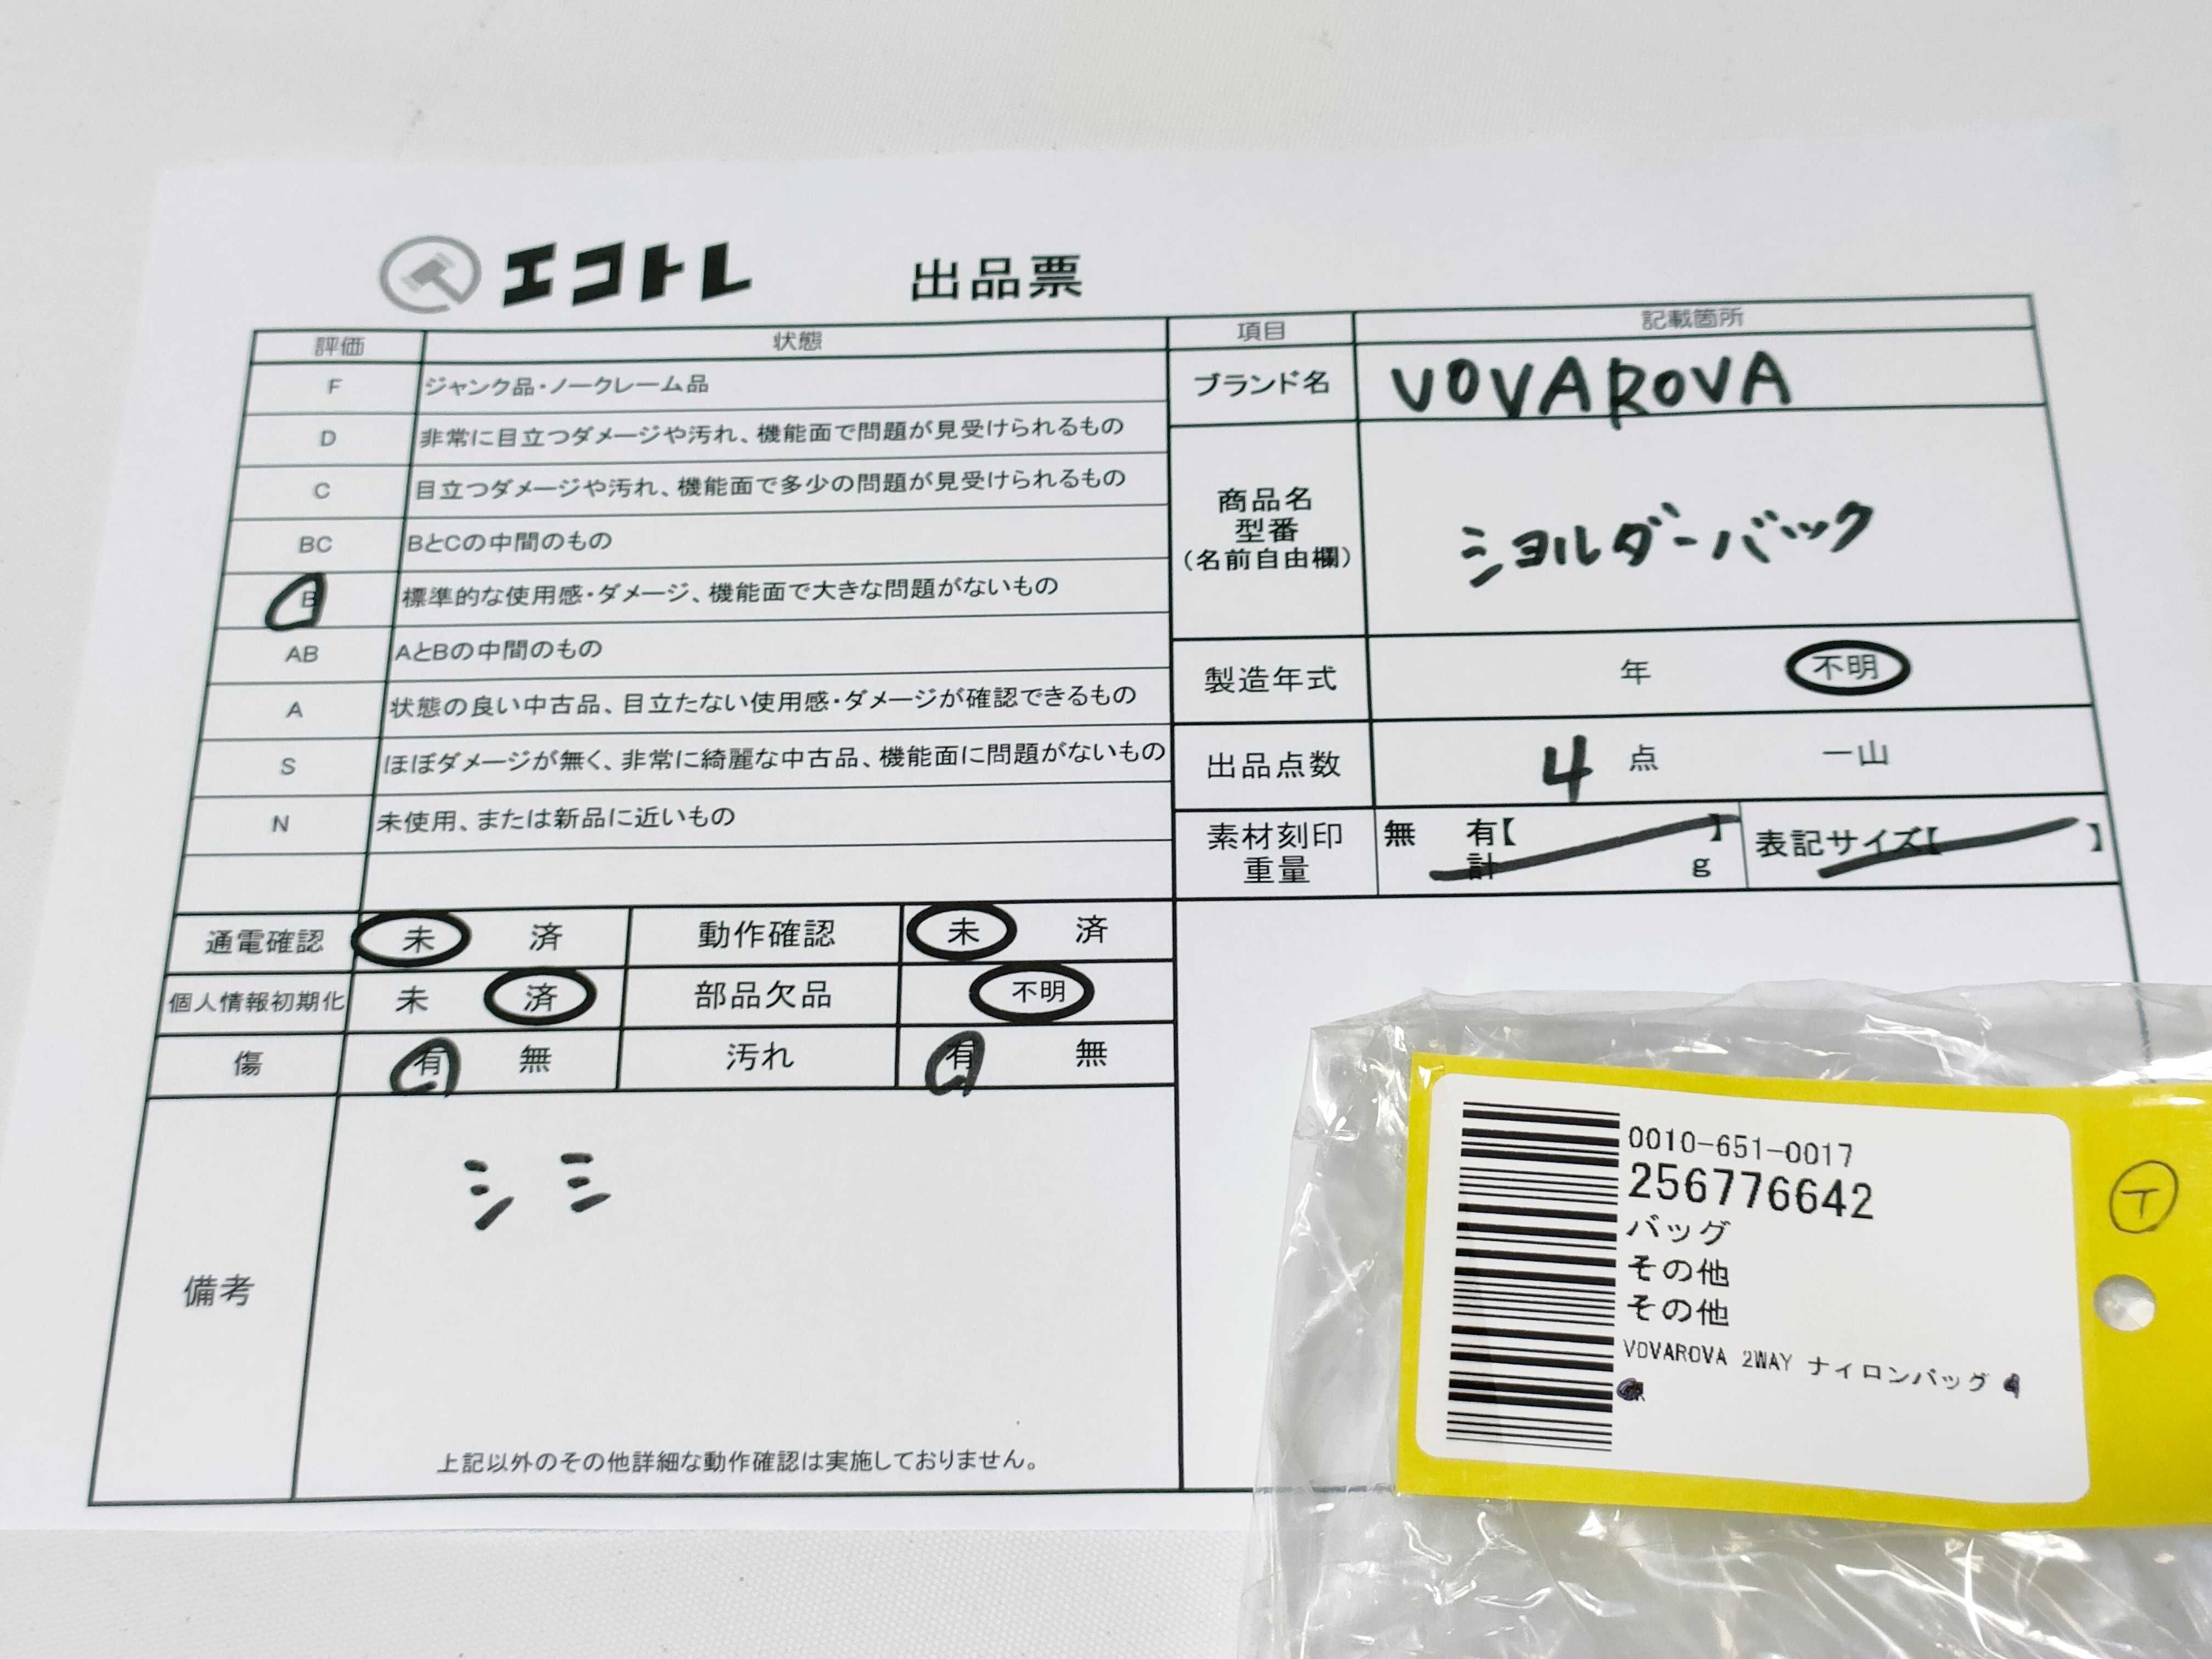 エコトレ 出品票
評価 状態 項目 記載箇所
F ジャンク品・ノークレーム品
D 非常に目立つダメージや汚れ、機能面で問題が見受けられるもの
C 目立つダメージや汚れ、機能面で多少の問題が見受けられるもの
BC BとCの中間のもの
B 標準的な使用感・ダメージ、機能面で大きな問題がないもの
AB AとBの中間のもの
A 状態の良い中古品、目立たない使用感・ダメージが確認できるもの
S ほぼダメージが無く、非常に綺麗な中古品、機能面に問題がないもの
N 未使用、または新品に近いもの
ブランド名 VOVAROVA
商品名
型番
(名前自由欄)
ショルダーバック
製造年式 年 不明
出品点数 4 点 一山
素材刻印
重量
無 有【 】
計 g
表記サイズ【 】
通電確認 未 済 動作確認 未 済
個人情報初期化 未 済 部品欠品 不明
傷 有 無 汚れ 有 無
備考
シミ
上記以外のその他詳細な動作確認は実施しておりません。
0010-651-0017
256776642
バッグ
その他
その他
VOVAROVA 2WAY ナイロンバッグ
イ